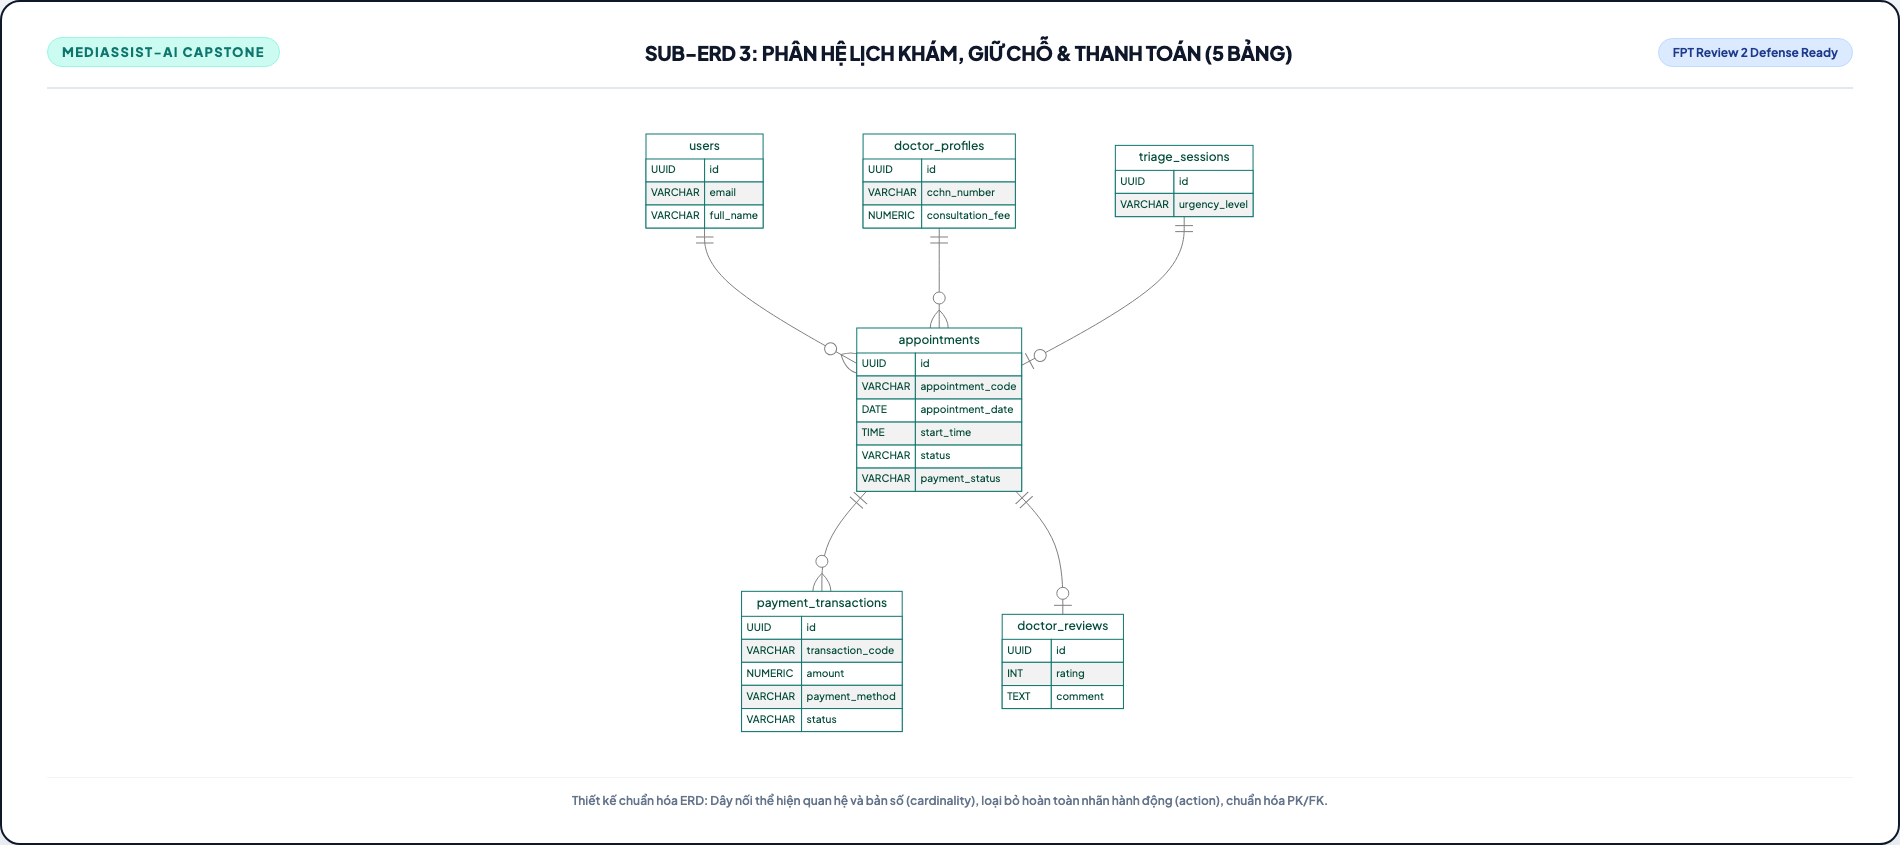 MEDIASSIST-AI CAPSTONE
SUB-ERD 3: PHÂN HỆ LỊCH KHÁM, GIỮ CHỖ & THANH TOÁN (5 BẢNG)
FPT Review 2 Defense Ready
users
UUID id
VARCHAR email
VARCHAR full_name
doctor_profiles
UUID id
VARCHAR cchn_number
NUMERIC consultation_fee
triage_sessions
UUID id
VARCHAR urgency_level
appointments
UUID id
VARCHAR appointment_code
DATE appointment_date
TIME start_time
VARCHAR status
VARCHAR payment_status
payment_transactions
UUID id
VARCHAR transaction_code
NUMERIC amount
VARCHAR payment_method
VARCHAR status
doctor_reviews
UUID id
INT rating
TEXT comment
Thiết kế chuẩn hóa ERD: Dây nối thể hiện quan hệ và bản số (cardinality), loại bỏ hoàn toàn nhãn hành động (action), chuẩn hóa PK/FK.